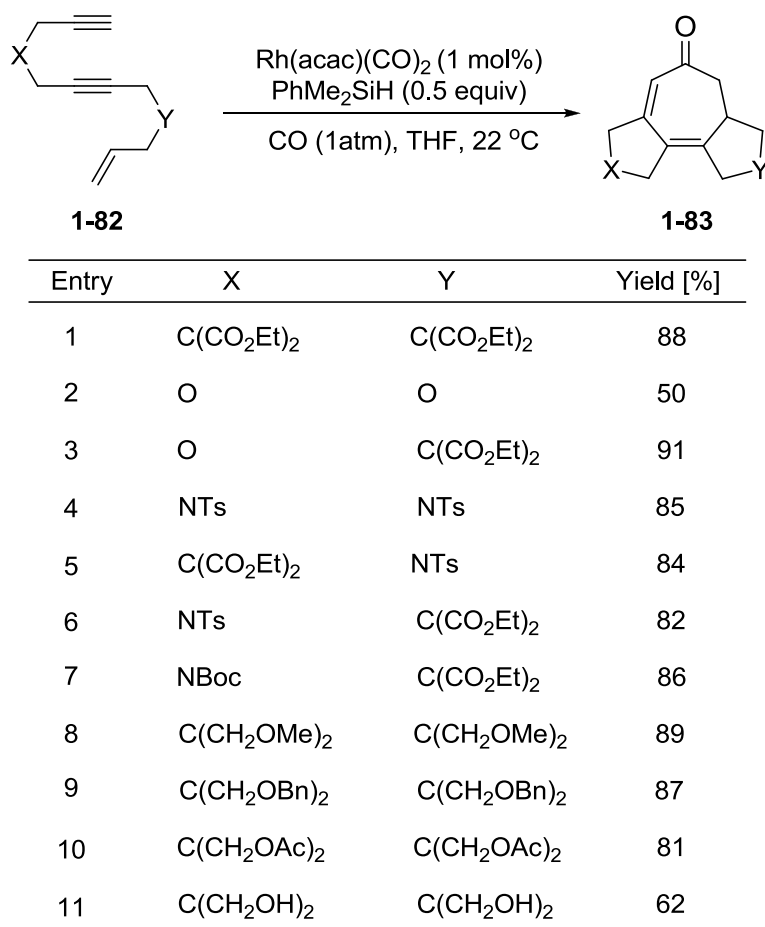 X
Y
1-82
Rh(acac)(CO)2 (1 mol%)
PhMe2SiH (0.5 equiv)
CO (1atm), THF, 22 °C
O
X
Y
1-83
Entry X Y Yield [%]
1 C(CO2Et)2 C(CO2Et)2 88
2 O O 50
3 O C(CO2Et)2 91
4 NTs NTs 85
5 C(CO2Et)2 NTs 84
6 NTs C(CO2Et)2 82
7 NBoc C(CO2Et)2 86
8 C(CH2OMe)2 C(CH2OMe)2 89
9 C(CH2OBn)2 C(CH2OBn)2 87
10 C(CH2OAc)2 C(CH2OAc)2 81
11 C(CH2OH)2 C(CH2OH)2 62